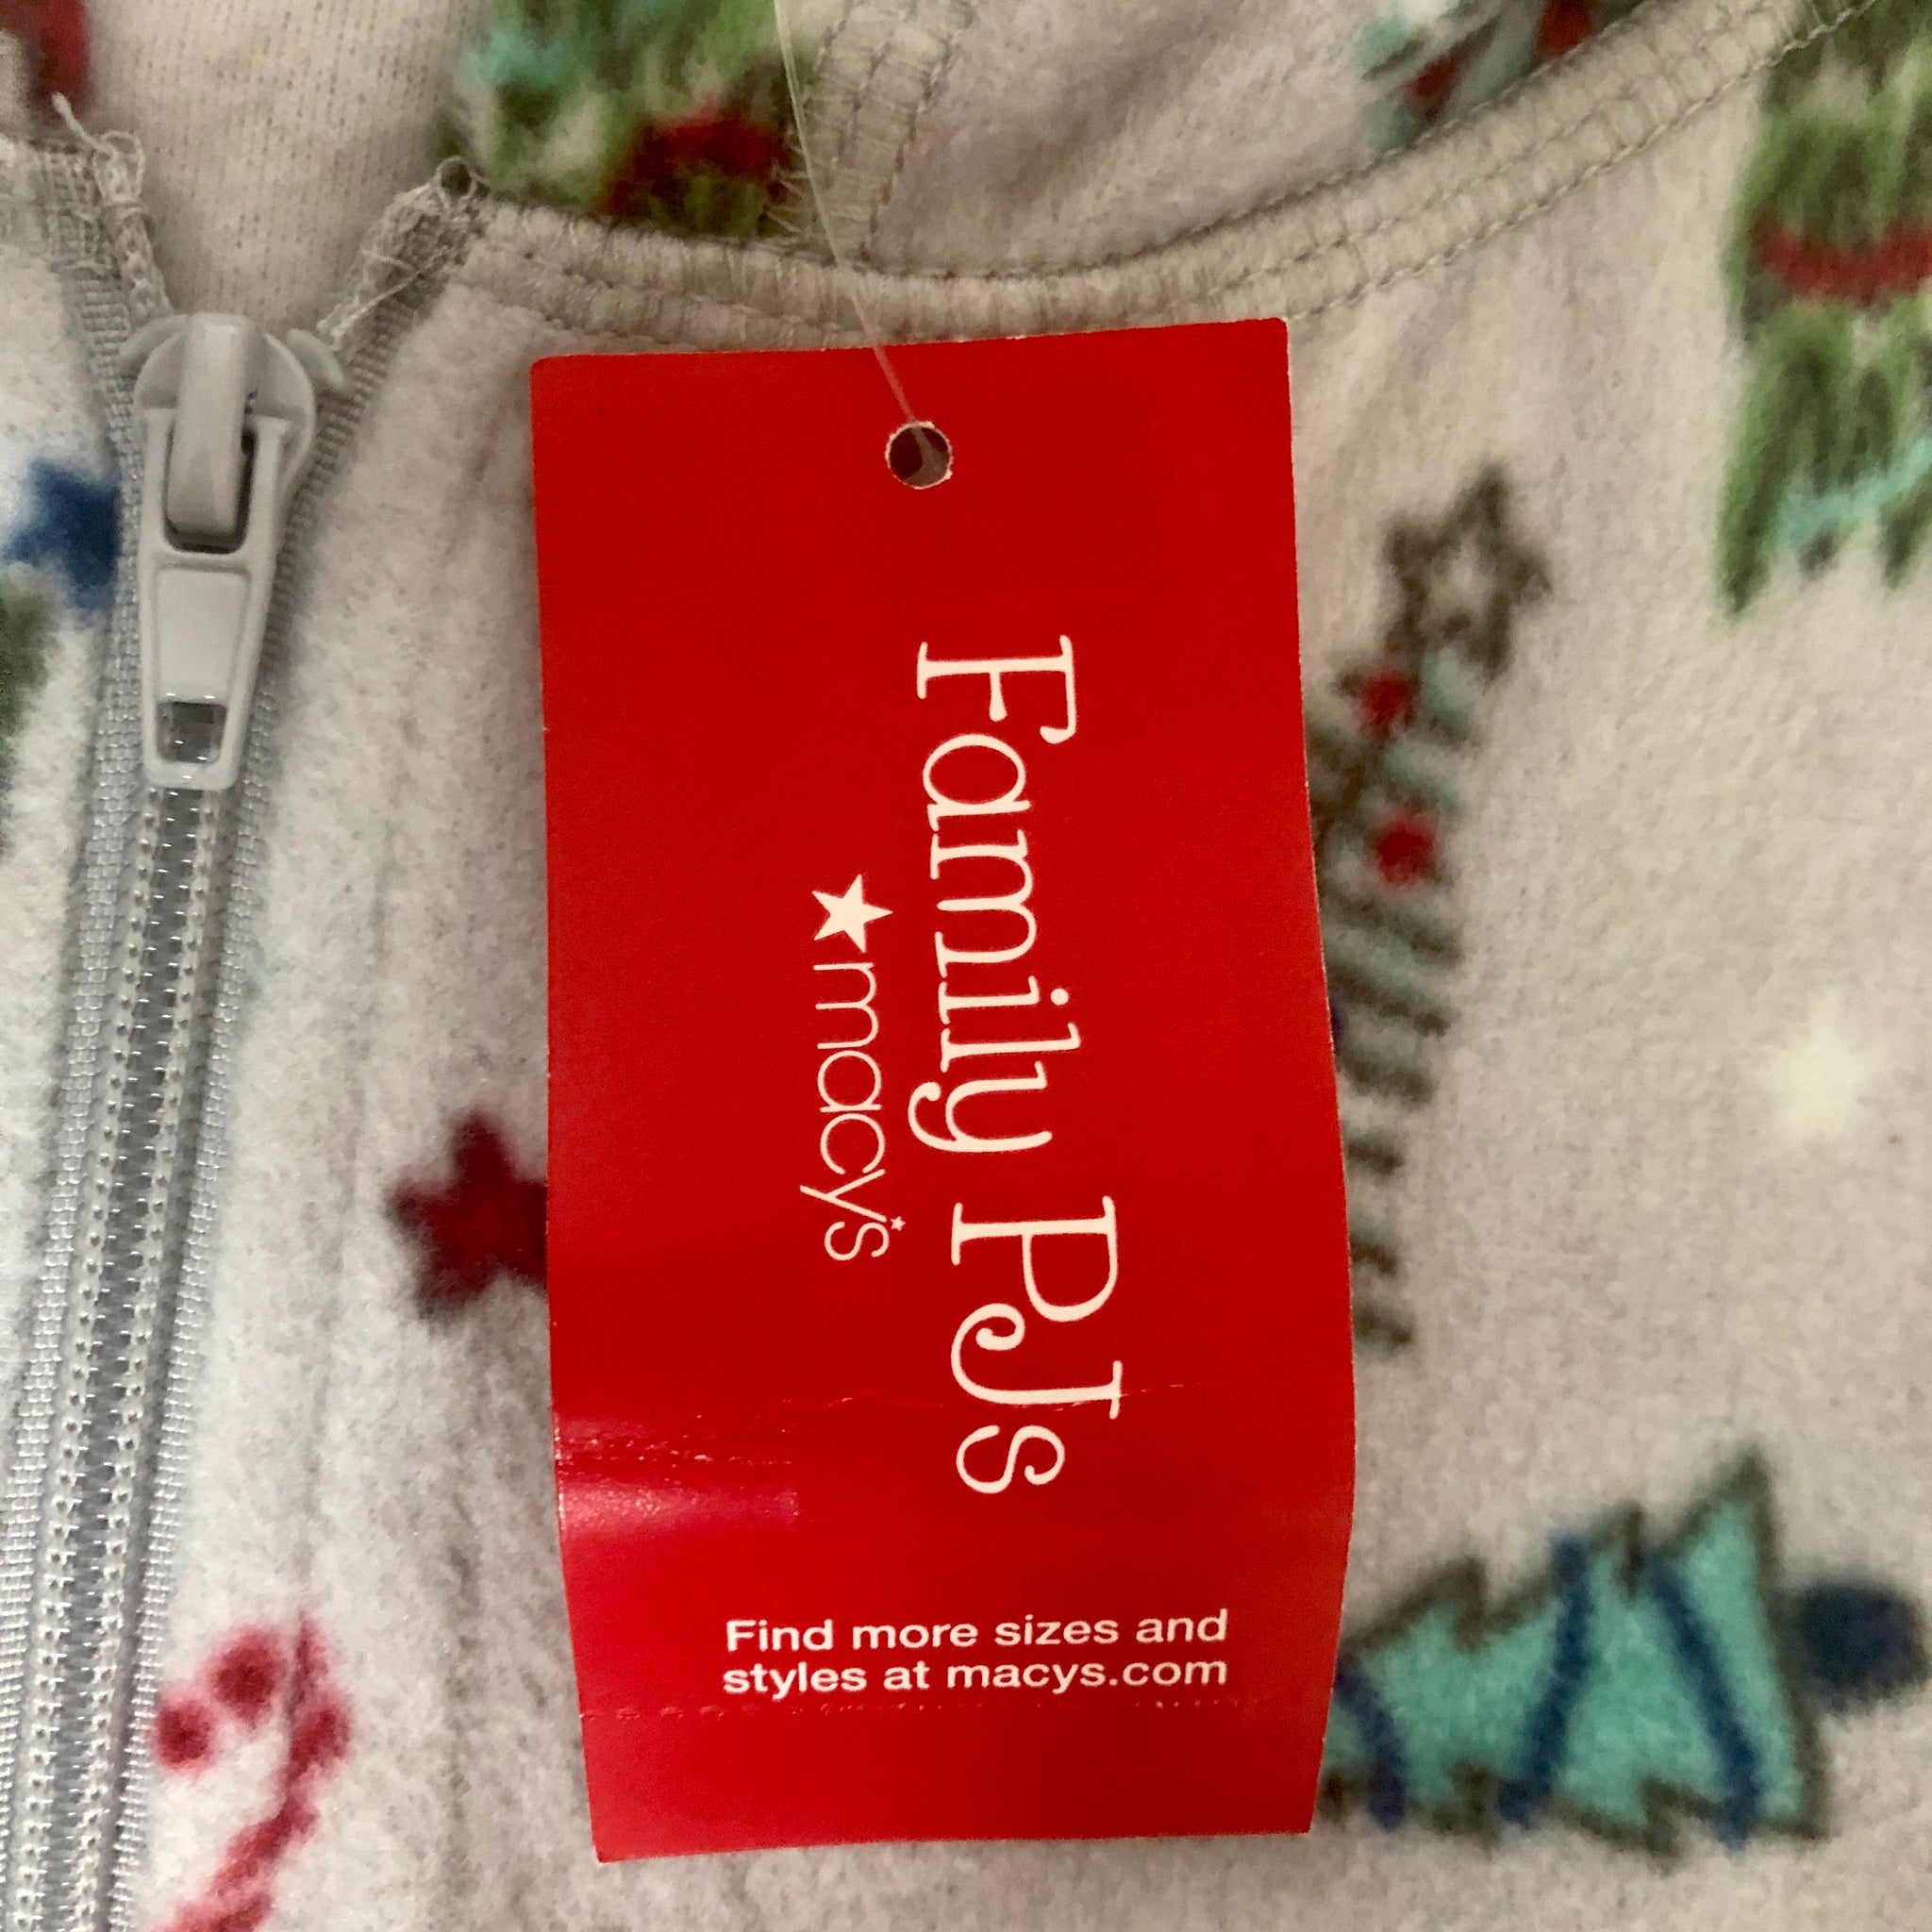 Family PJs
macy's
Find more sizes and
styles at macys.com